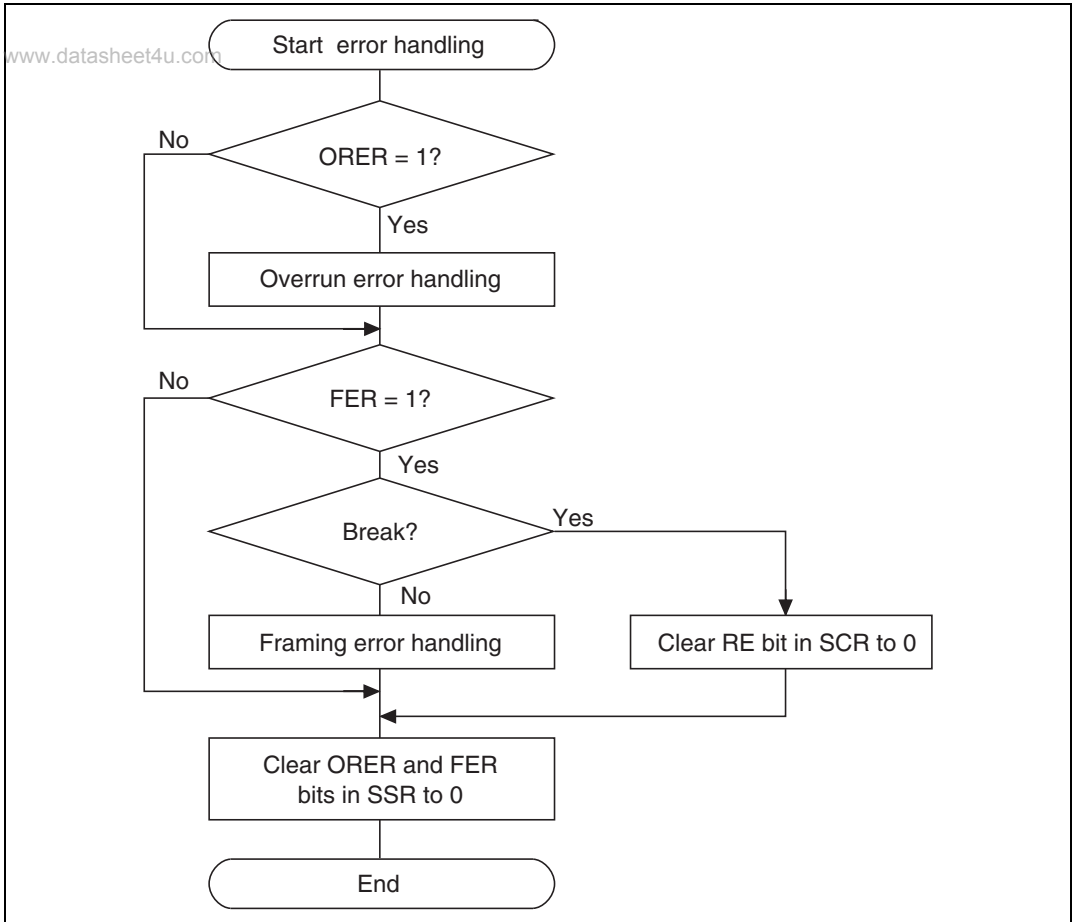 Start error handling
www.datasheet4u.com
No
ORER = 1?
Yes
Overrun error handling
No
FER = 1?
Yes
Break?
Yes
No
Framing error handling
Clear RE bit in SCR to 0
Clear ORER and FER
bits in SSR to 0
End